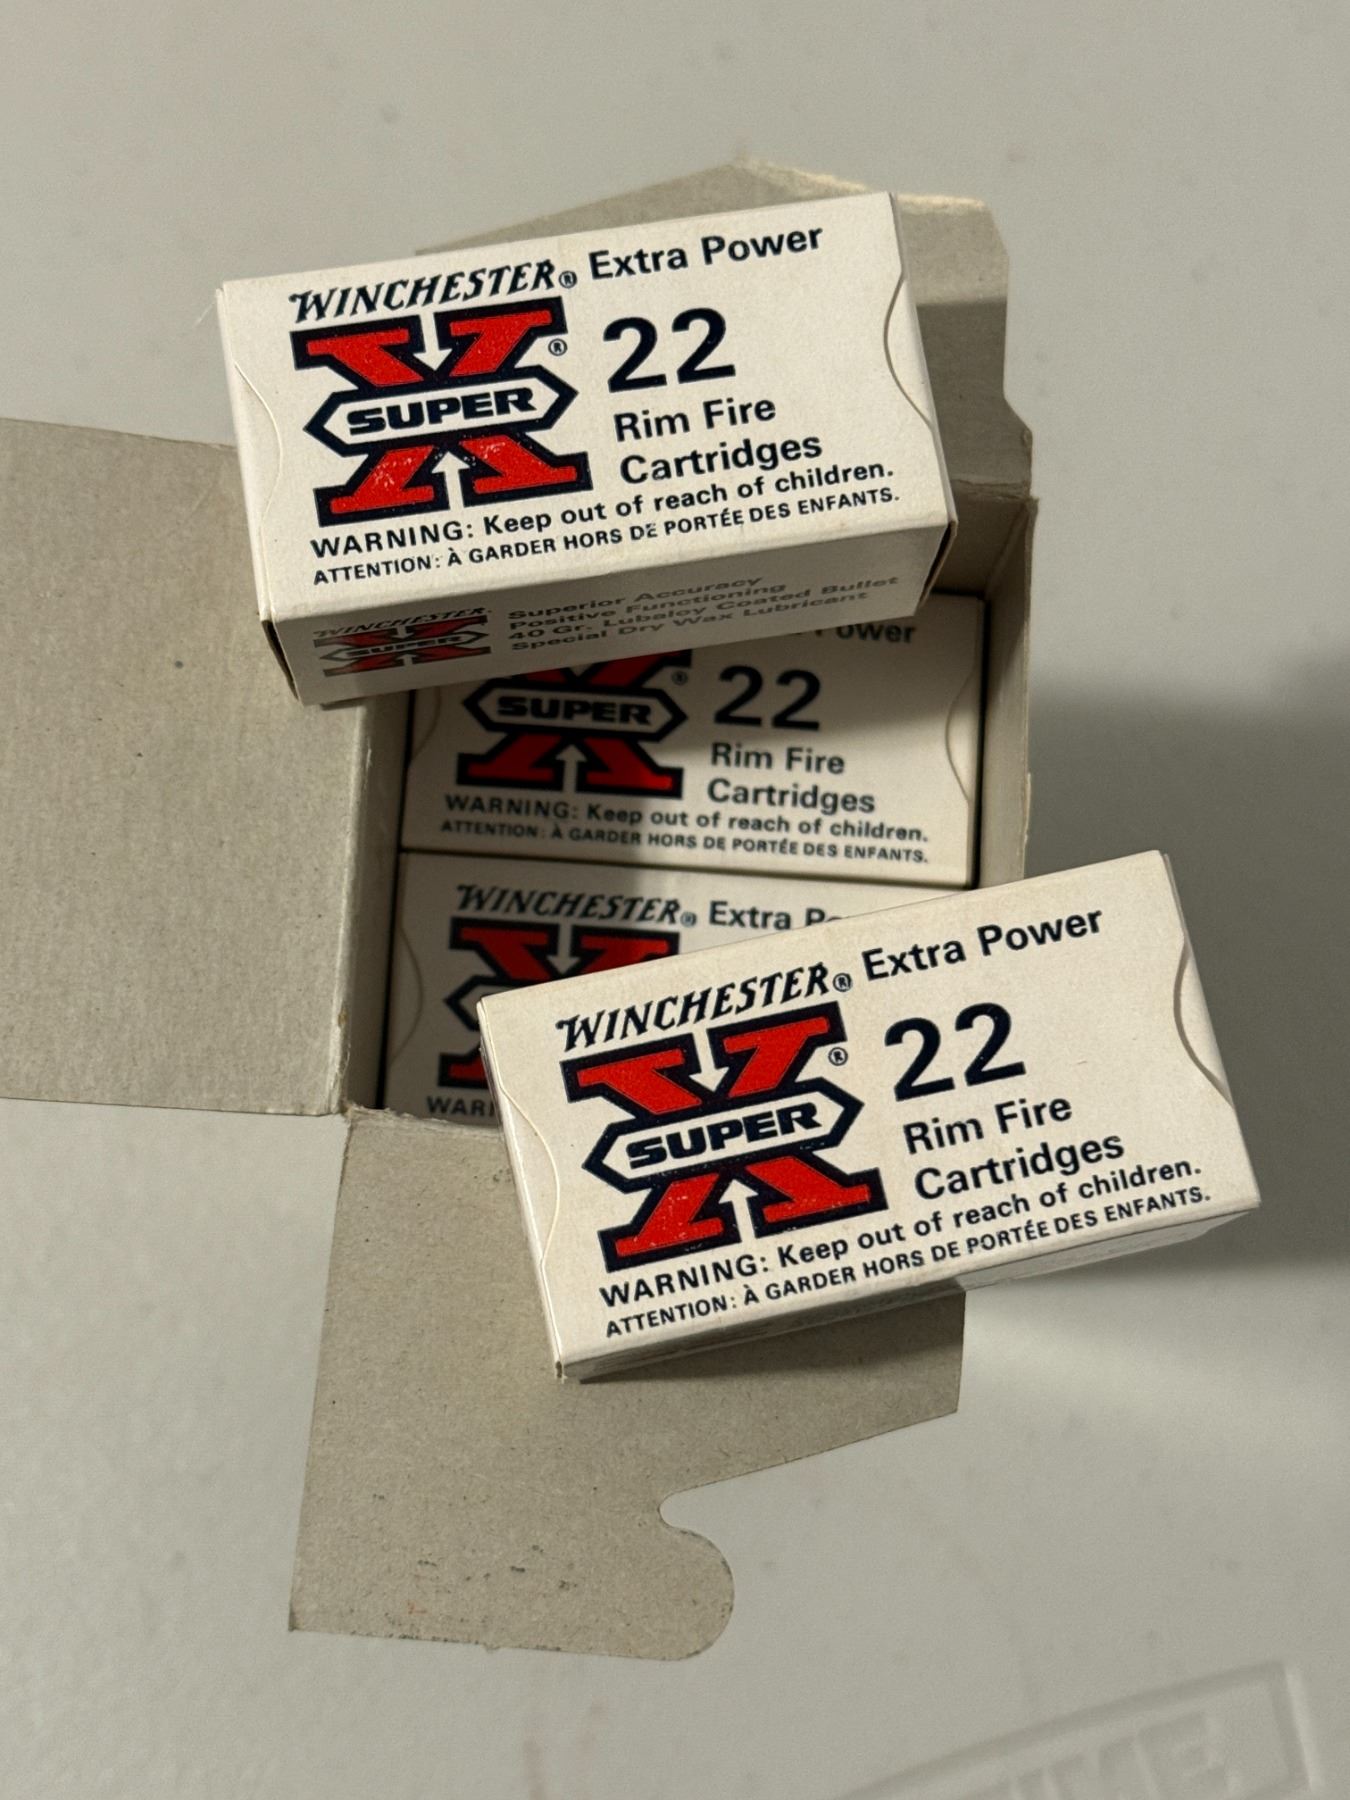 WINCHESTER® Extra Power
X®
SUPER
22
Rim Fire
Cartridges
WARNING: Keep out of reach of children.
ATTENTION: À GARDER HORS DE PORTÉE DES ENFANTS.
WINCHESTER
X
SUPER
Superior Accuracy
Positive Functioning
40 Gr. Lubaloy Coated Bullet
Special Dry Wax Lubricant
Power
X®
SUPER
22
Rim Fire
Cartridges
WARNING: Keep out of reach of children.
ATTENTION: À GARDER HORS DE PORTÉE DES ENFANTS.
WINCHESTER® Extra
WINCHESTER® Extra Power
X®
SUPER
22
Rim Fire
Cartridges
WARNING: Keep out of reach of children.
ATTENTION: À GARDER HORS DE PORTÉE DES ENFANTS.